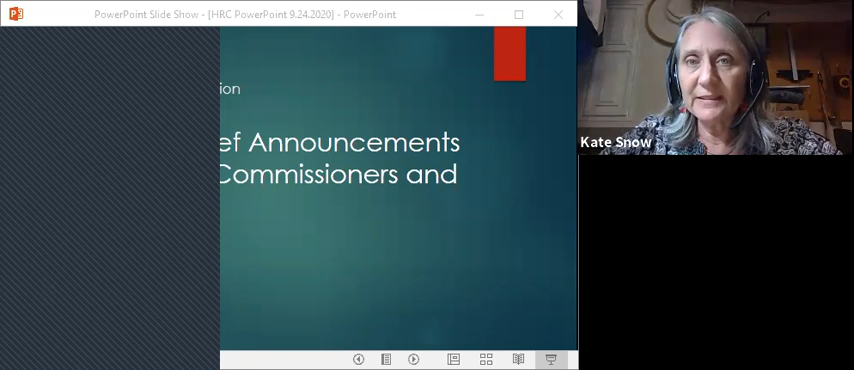 PowerPoint Slide Show - [HRC PowerPoint 9.24.2020] - PowerPoint
ion
ef Announcements
Commissioners and
Kate Snow